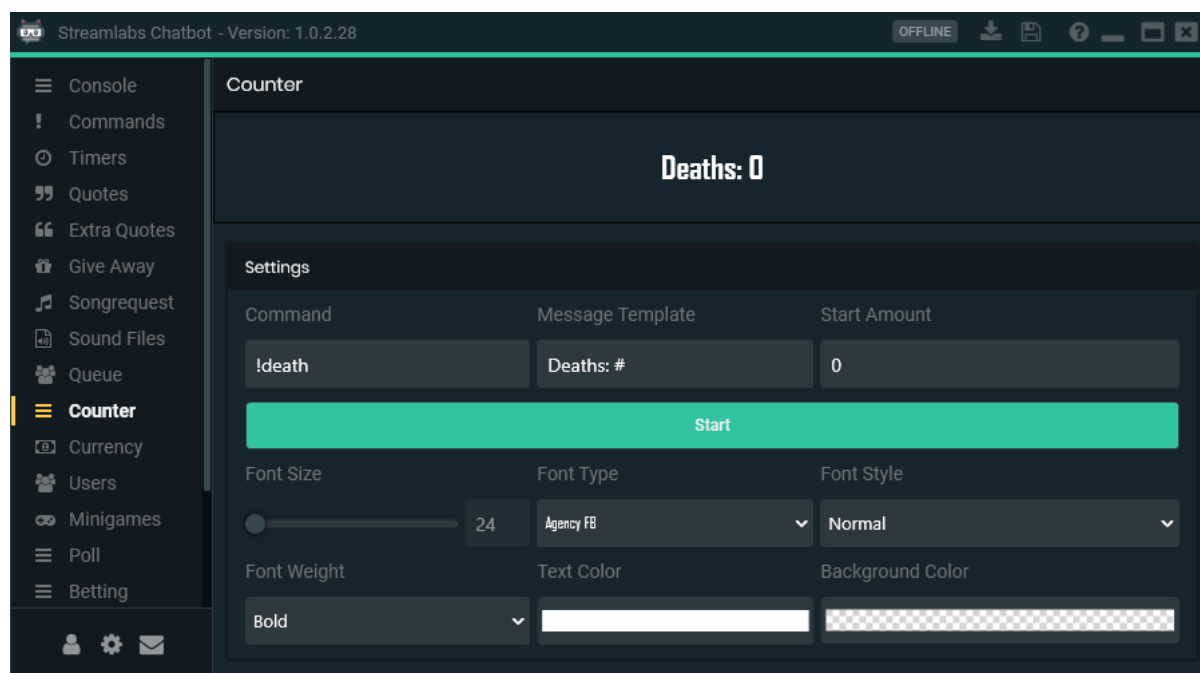 Streamlabs Chatbot - Version: 1.0.2.28
OFFLINE
Console
Commands
Timers
Quotes
Extra Quotes
Give Away
Songrequest
Sound Files
Queue
Counter
Currency
Users
Minigames
Poll
Betting
Counter
Deaths: 0
Settings
Command Message Template Start Amount
!death Deaths: # 0
Start
Font Size Font Type Font Style
24 Agency FB Normal
Font Weight Text Color Background Color
Bold